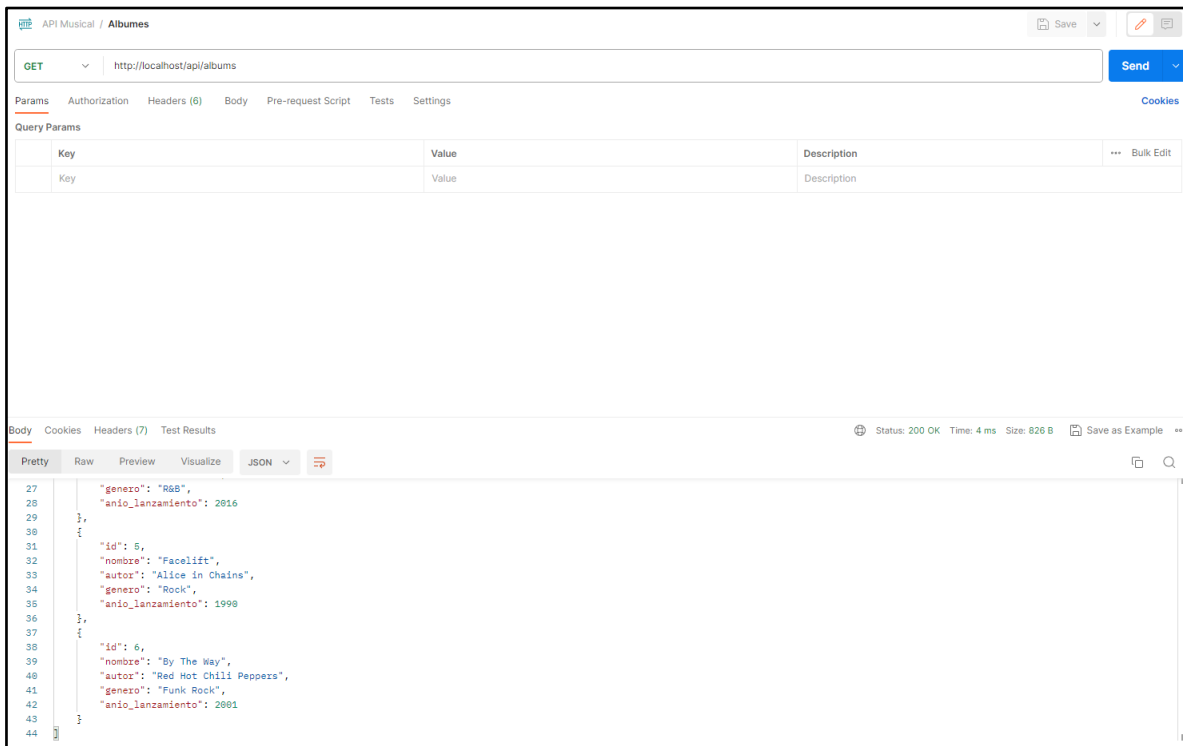 HTTP API Musical / Albumes Save
GET http://localhost/api/albums Send
Params Authorization Headers (6) Body Pre-request Script Tests Settings Cookies
Query Params
Key Value Description ••• Bulk Edit
Key Value Description
Body Cookies Headers (7) Test Results Status: 200 OK Time: 4 ms Size: 826 B Save as Example
Pretty Raw Preview Visualize JSON
27 "genero": "R&B",
28 "anio_lanzamiento": 2016
29 },
30 {
31 "id": 5,
32 "nombre": "Facelift",
33 "autor": "Alice in Chains",
34 "genero": "Rock",
35 "anio_lanzamiento": 1990
36 },
37 {
38 "id": 6,
39 "nombre": "By The Way",
40 "autor": "Red Hot Chili Peppers",
41 "genero": "Funk Rock",
42 "anio_lanzamiento": 2001
43 }
44 ]